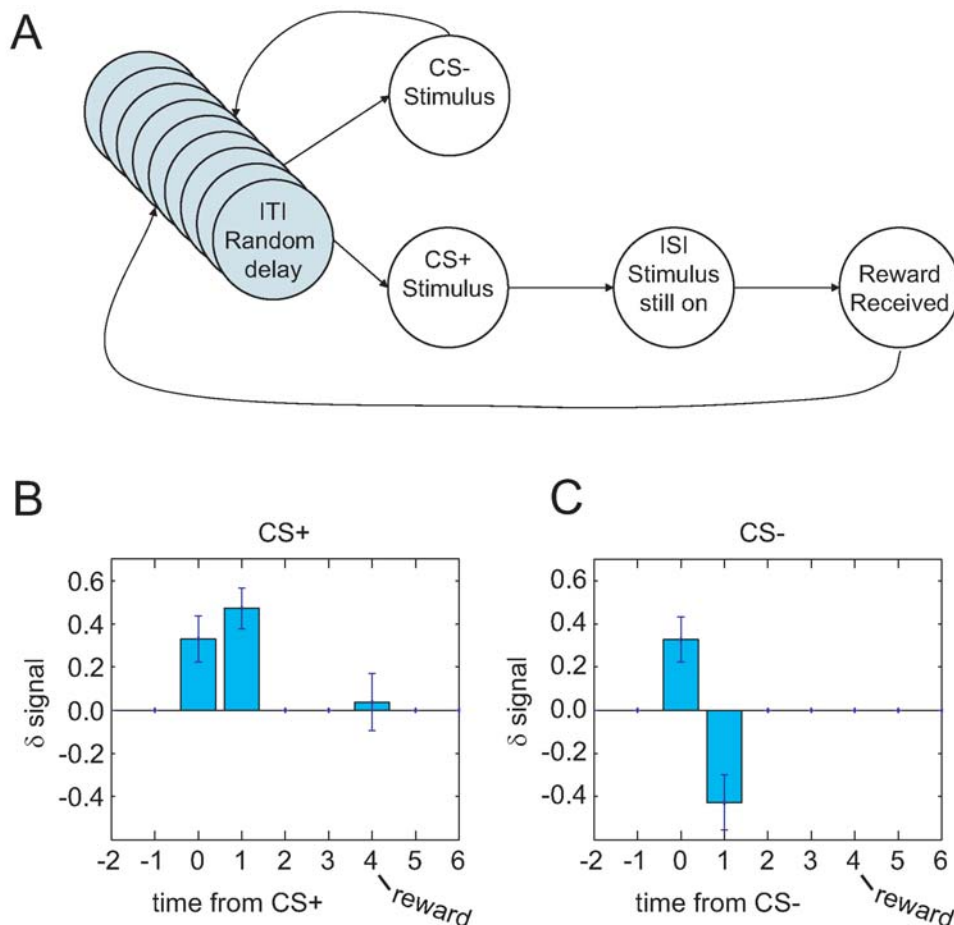 A
CS-
Stimulus
ITI
Random
delay
CS+
Stimulus
ISI
Stimulus
still on
Reward
Received
B
CS+
δ signal
0.6
0.4
0.2
0.0
-0.2
-0.4
-2 -1 0 1 2 3 4 5 6
time from CS+
reward
C
CS-
δ signal
0.6
0.4
0.2
0.0
-0.2
-0.4
-2 -1 0 1 2 3 4 5 6
time from CS-
reward